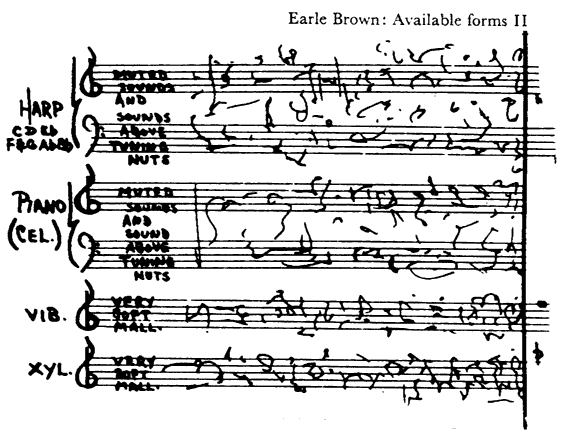 Earle Brown: Available forms II
MUTED
SOUNDS
AND
HARP
SOUNDS
ABOVE
TUNING
NUTS
MUTED
SOUNDS
PIANO
AND
(CEL.)
SOUND
ABOVE
TUNING
NUTS
VIB.
VERY
SOFT
MALL.
XYL.
VERY
SOFT
MALL.